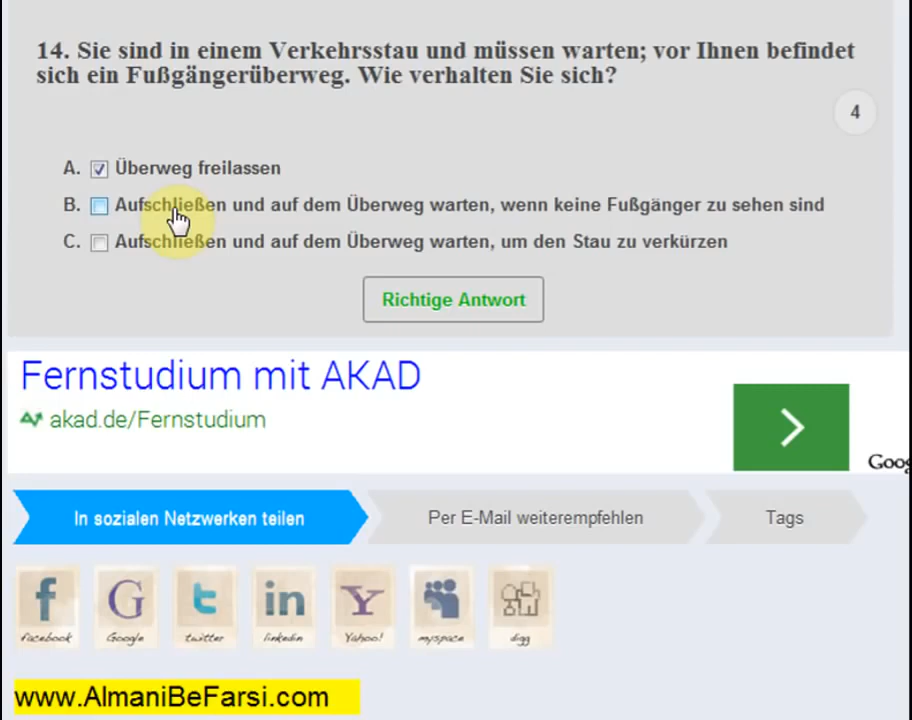 14. Sie sind in einem Verkehrsstau und müssen warten; vor Ihnen befindet
sich ein Fußgängerüberweg. Wie verhalten Sie sich?
4
A. Überweg freilassen
B. Aufschließen und auf dem Überweg warten, wenn keine Fußgänger zu sehen sind
C. Aufschließen und auf dem Überweg warten, um den Stau zu verkürzen
Richtige Antwort
Fernstudium mit AKAD
akad.de/Fernstudium
Goog
In sozialen Netzwerken teilen
Per E-Mail weiterempfehlen
Tags
facebook
Google
twitter
linkedin
Yahoo!
myspace
digg
www.AlmaniBeFarsi.com